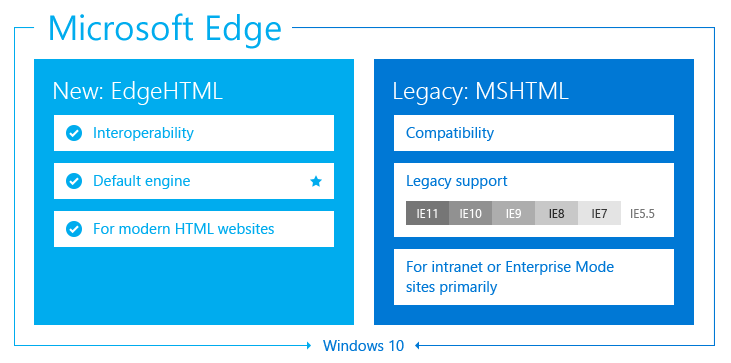 Microsoft Edge
New: EdgeHTML
Interoperability
Default engine
For modern HTML websites
Legacy: MSHTML
Compatibility
Legacy support
IE11 IE10 IE9 IE8 IE7 IE5.5
For intranet or Enterprise Mode
sites primarily
Windows 10